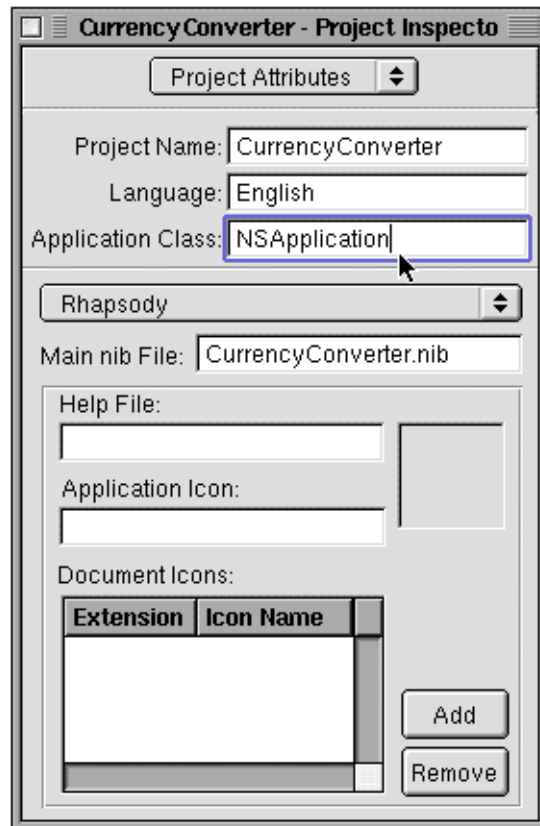 CurrencyConverter - Project Inspecto
Project Attributes
Project Name: CurrencyConverter
Language: English
Application Class: NSApplication
Rhapsody
Main nib File: CurrencyConverter.nib
Help File:
Application Icon:
Document Icons:
Extension Icon Name
Add
Remove